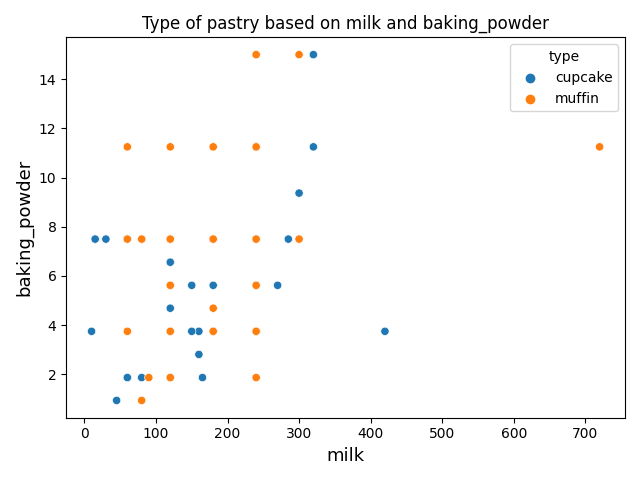 Type of pastry based on milk and baking_powder
type
cupcake
muffin
14
12
10
8
6
4
2
baking_powder
0 100 200 300 400 500 600 700
milk